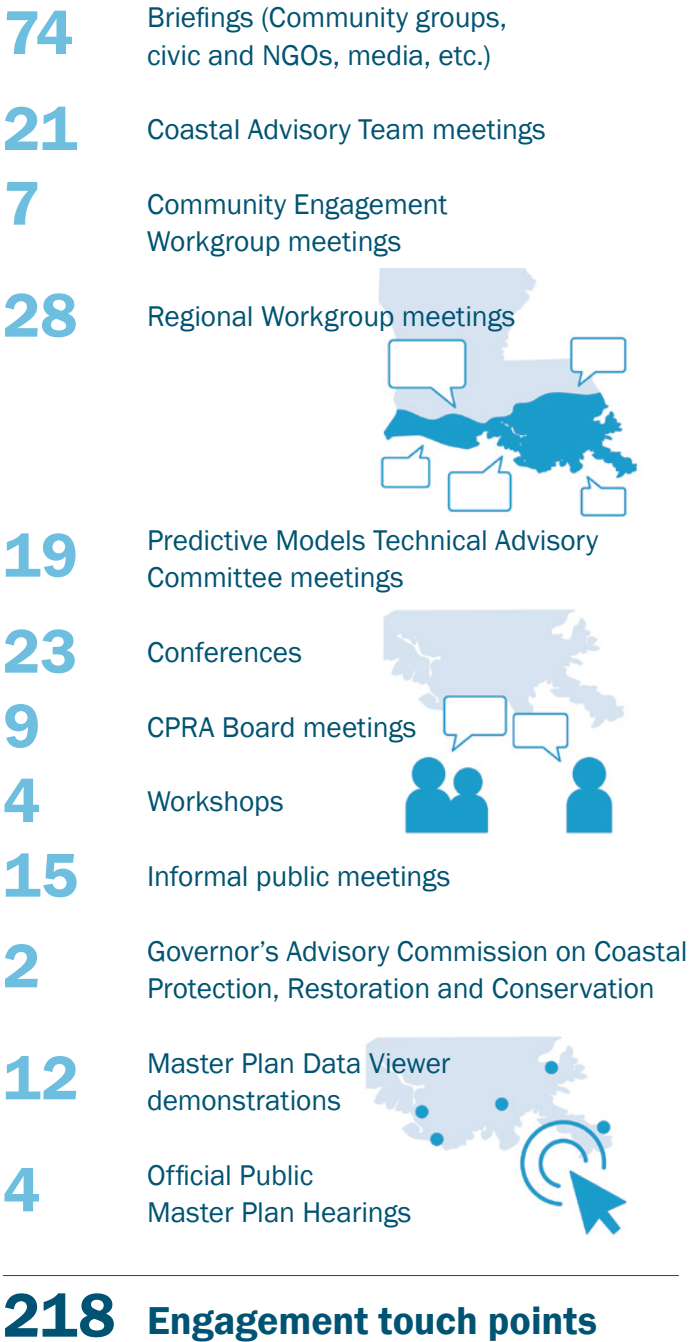 74 Briefings (Community groups,
civic and NGOs, media, etc.)
21 Coastal Advisory Team meetings
7 Community Engagement
Workgroup meetings
28 Regional Workgroup meetings
19 Predictive Models Technical Advisory
Committee meetings
23 Conferences
9 CPRA Board meetings
4 Workshops
15 Informal public meetings
2 Governor’s Advisory Commission on Coastal
Protection, Restoration and Conservation
12 Master Plan Data Viewer
demonstrations
4 Official Public
Master Plan Hearings
218 Engagement touch points